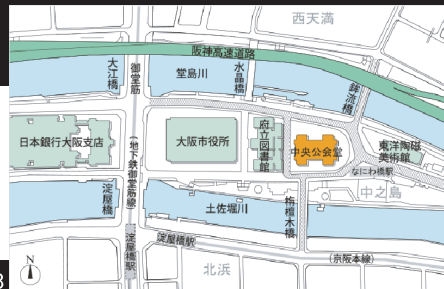 西天満
阪神高速道路
大江橋
御堂筋
堂島川
水晶橋
鉾流橋
日本銀行大阪支店
(地下鉄御堂筋線)
大阪市役所
府立図書館
中央公会堂
東洋陶磁
美術館
なにわ橋駅
中之島
淀屋橋
土佐堀川
栴檀木橋
淀屋橋駅
淀屋橋駅
(京阪本線)
北浜
N
3